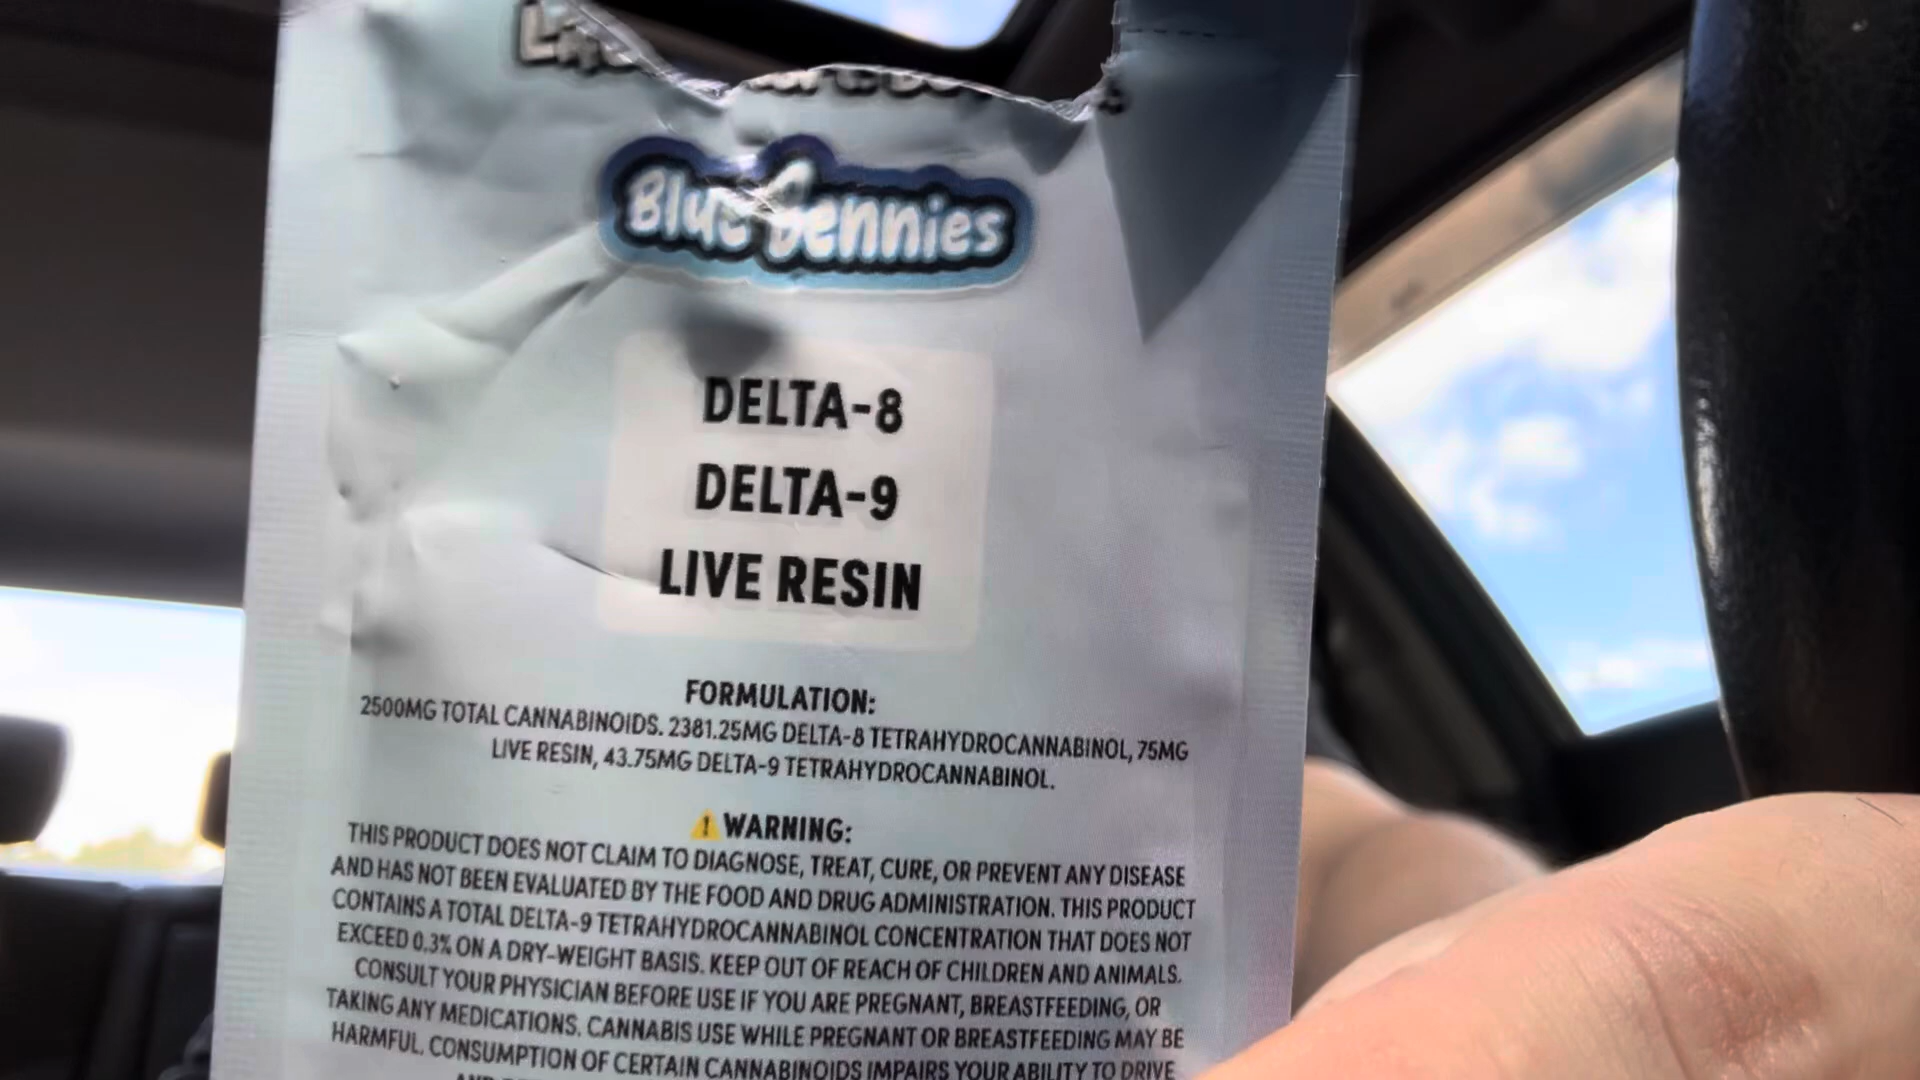 Blue Bennies
DELTA-8
DELTA-9
LIVE RESIN
FORMULATION:
2500MG TOTAL CANNABINOIDS. 2381.25MG DELTA-8 TETRAHYDROCANNABINOL, 75MG
LIVE RESIN, 43.75MG DELTA-9 TETRAHYDROCANNABINOL.
⚠WARNING:
THIS PRODUCT DOES NOT CLAIM TO DIAGNOSE, TREAT, CURE, OR PREVENT ANY DISEASE
AND HAS NOT BEEN EVALUATED BY THE FOOD AND DRUG ADMINISTRATION. THIS PRODUCT
CONTAINS A TOTAL DELTA-9 TETRAHYDROCANNABINOL CONCENTRATION THAT DOES NOT
EXCEED 0.3% ON A DRY-WEIGHT BASIS. KEEP OUT OF REACH OF CHILDREN AND ANIMALS.
CONSULT YOUR PHYSICIAN BEFORE USE IF YOU ARE PREGNANT, BREASTFEEDING, OR
TAKING ANY MEDICATIONS. CANNABIS USE WHILE PREGNANT OR BREASTFEEDING MAY BE
HARMFUL. CONSUMPTION OF CERTAIN CANNABINOIDS IMPAIRS YOUR ABILITY TO DRIVE